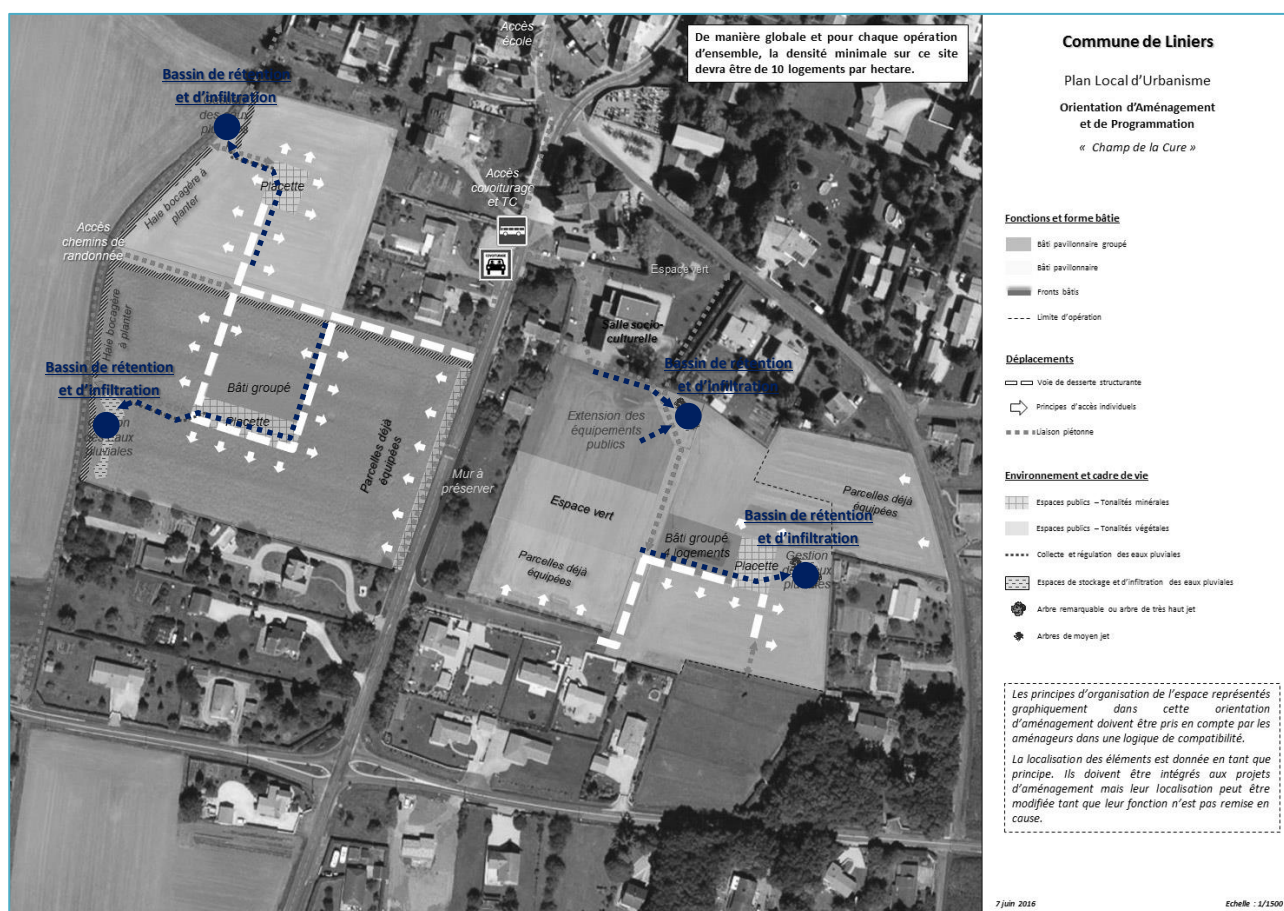 De manière globale et pour chaque opération
d'ensemble, la densité minimale sur ce site
devra être de 10 logements par hectare.
Accès
école
Bassin de rétention
et d'infiltration
des eaux
Placette
Haie bocagère à
planter
Accès
chemins de
randonnée
Accès
covoiturage
et TC
COVOITURAGE
Espace vert
Salle socio-
culturelle
Haie bocagère
à planter
Bassin de rétention
et d'infiltration
Bâti groupé
Placette
des eaux
pluviales
Parcelles déjà
équipées
Mur à
préserver
Bassin de rétention
et d'infiltration
Extension des
équipements
publics
Espace vert
Parcelles déjà
équipées
Parcelles déjà
équipées
Bassin de rétention
et d'infiltration
Bâti groupé
4 logements
Placette
Gestion
des eaux
pluviales
Commune de Liniers
Plan Local d'Urbanisme
Orientation d'Aménagement
et de Programmation
« Champ de la Cure »
Fonctions et forme bâtie
Bâti pavillonnaire groupé
Bâti pavillonnaire
Fronts bâtis
Limite d'opération
Déplacements
Voie de desserte structurante
Principes d'accès individuels
Liaison piétonne
Environnement et cadre de vie
Espaces publics – Tonalités minérales
Espaces publics – Tonalités végétales
Collecte et régulation des eaux pluviales
Espaces de stockage et d'infiltration des eaux pluviales
Arbre remarquable ou arbre de très haut jet
Arbres de moyen jet
Les principes d'organisation de l'espace représentés
graphiquement dans cette orientation
d'aménagement doivent être pris en compte par les
aménageurs dans une logique de compatibilité.
La localisation des éléments est donnée en tant que
principe. Ils doivent être intégrés aux projets
d'aménagement mais leur localisation peut être
modifiée tant que leur fonction n'est pas remise en
cause.
7 juin 2016
Echelle : 1/1500